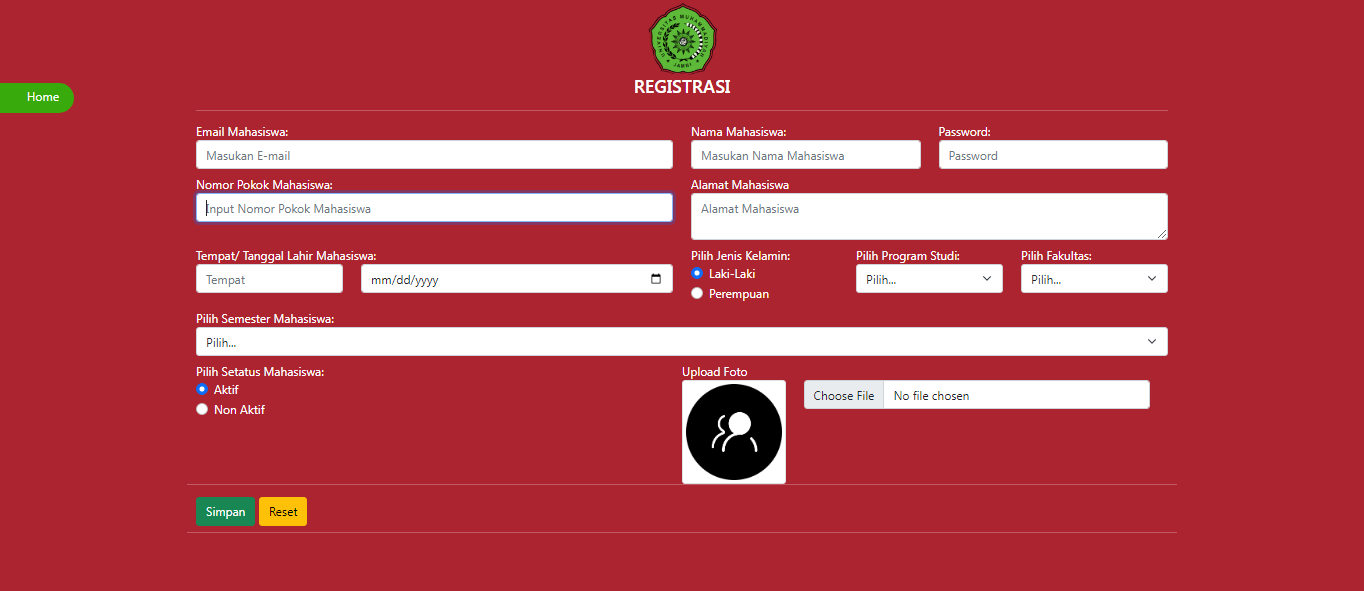 UNIVERSITAS MUHAMMADIYAH
JAMBI
REGISTRASI
Home
Email Mahasiswa:
Masukan E-mail
Nama Mahasiswa:
Masukan Nama Mahasiswa
Password:
Password
Nomor Pokok Mahasiswa:
Input Nomor Pokok Mahasiswa
Alamat Mahasiswa
Alamat Mahasiswa
Tempat/ Tanggal Lahir Mahasiswa:
Tempat
mm/dd/yyyy
Pilih Jenis Kelamin:
Laki-Laki
Perempuan
Pilih Program Studi:
Pilih...
Pilih Fakultas:
Pilih...
Pilih Semester Mahasiswa:
Pilih...
Pilih Setatus Mahasiswa:
Aktif
Non Aktif
Upload Foto
Choose File No file chosen
Simpan
Reset